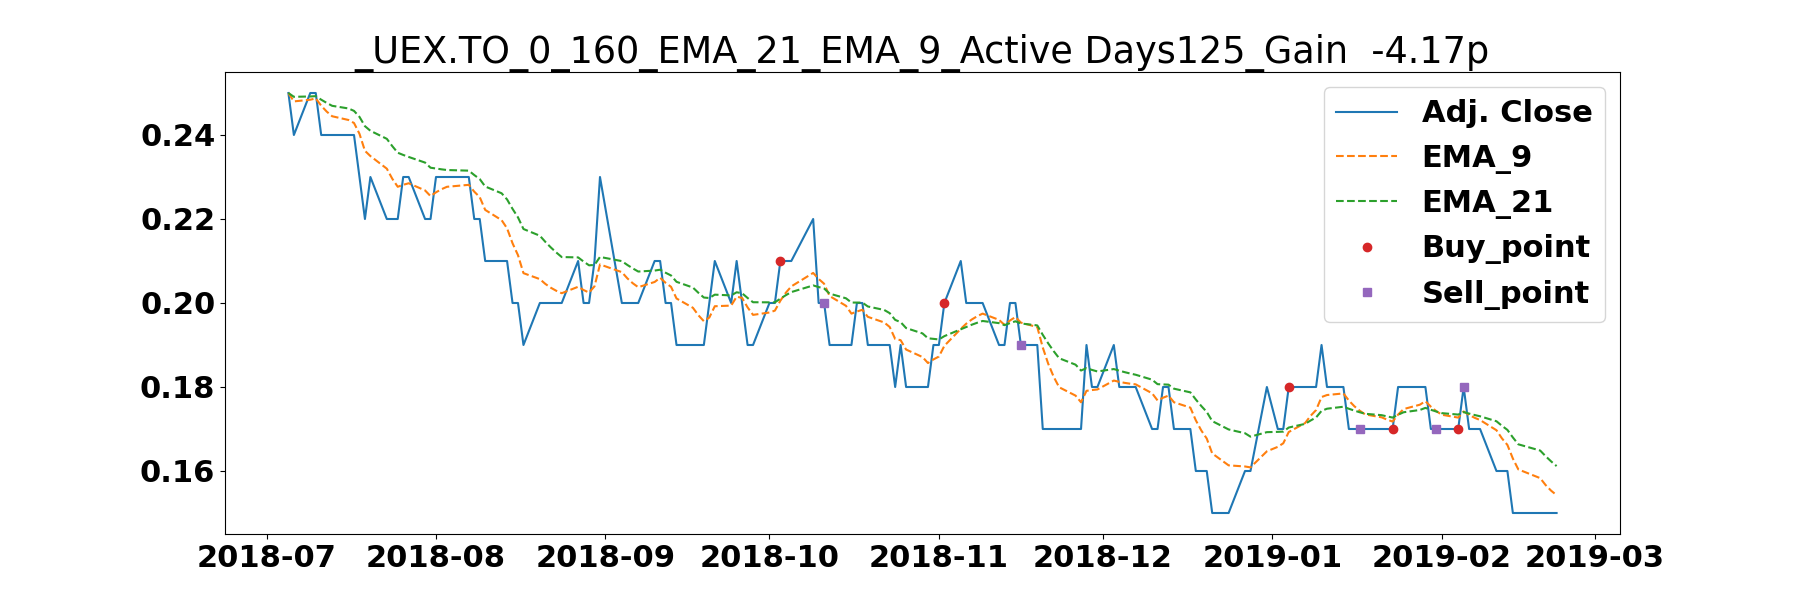 _UEX.TO_0_160_EMA_21_EMA_9_Active Days125_Gain  -4.17p
Adj. Close
EMA_9
EMA_21
Buy_point
Sell_point
0.24
0.22
0.20
0.18
0.16
2018-07 2018-08 2018-09 2018-10 2018-11 2018-12 2019-01 2019-02 2019-03